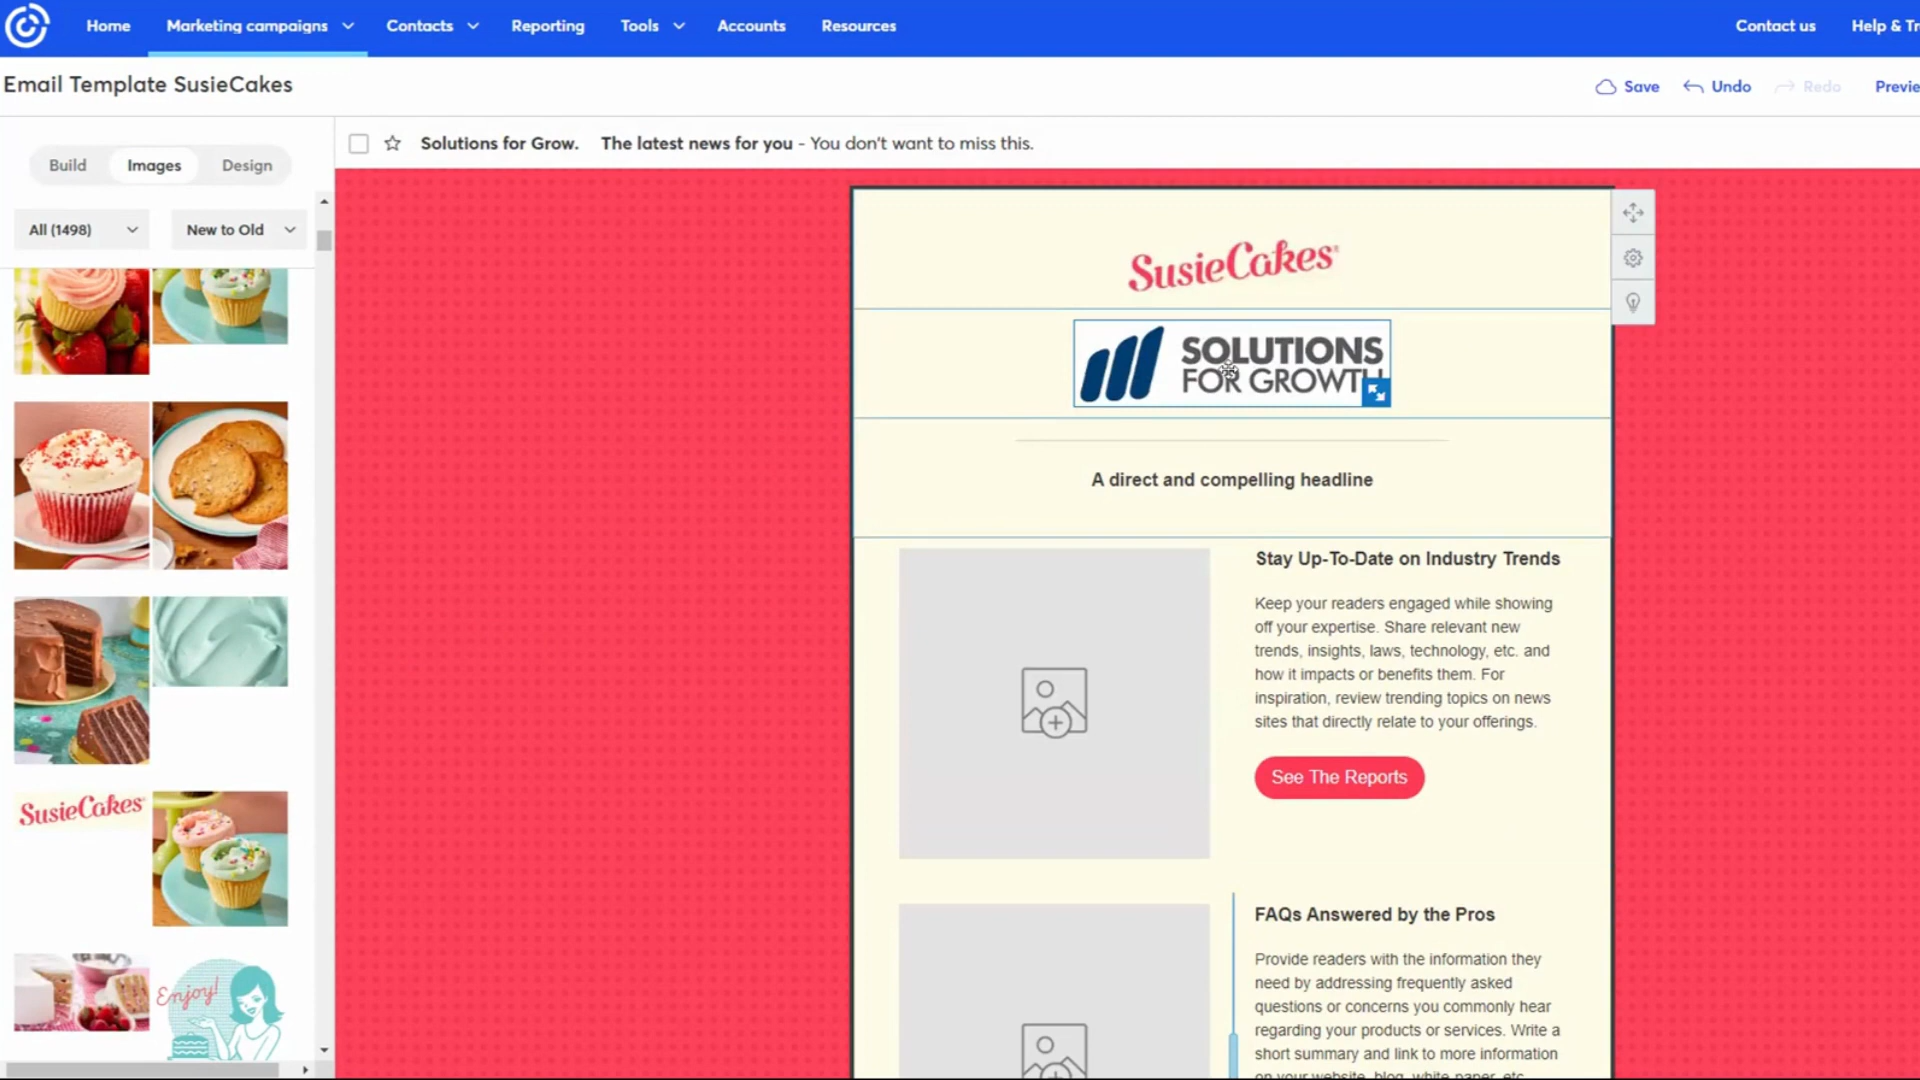 Home
Marketing campaigns
Contacts
Reporting
Tools
Accounts
Resources
Contact us
Help & Tr
Email Template SusieCakes
Save
Undo
Redo
Previe
Build
Images
Design
Solutions for Grow.
The latest news for you - You don't want to miss this.
All (1498)
New to Old
SusieCakes
SOLUTIONS
FOR GROWTH
A direct and compelling headline
Stay Up-To-Date on Industry Trends
Keep your readers engaged while showing
off your expertise. Share relevant new
trends, insights, laws, technology, etc. and
how it impacts or benefits them. For
inspiration, review trending topics on news
sites that directly relate to your offerings.
See The Reports
SusieCakes
Enjoy!
FAQs Answered by the Pros
Provide readers with the information they
need by addressing frequently asked
questions or concerns you commonly hear
regarding your products or services. Write a
short summary and link to more information
on your website, blog, white paper, etc.